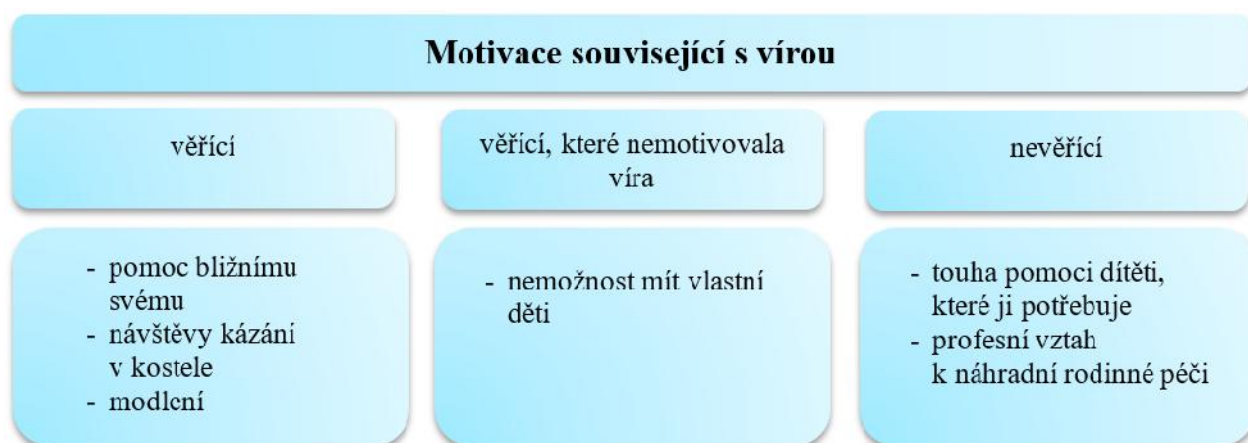 Motivace související s vírou
věřící
věřící, které nemotivovala
víra
nevěřící
- pomoc bližnímu
svému
- návštěvy kázání
v kostele
- modlení
- nemožnost mít vlastní
děti
- touha pomoci dítěti,
které ji potřebuje
- profesní vztah
k náhradní rodinné péči